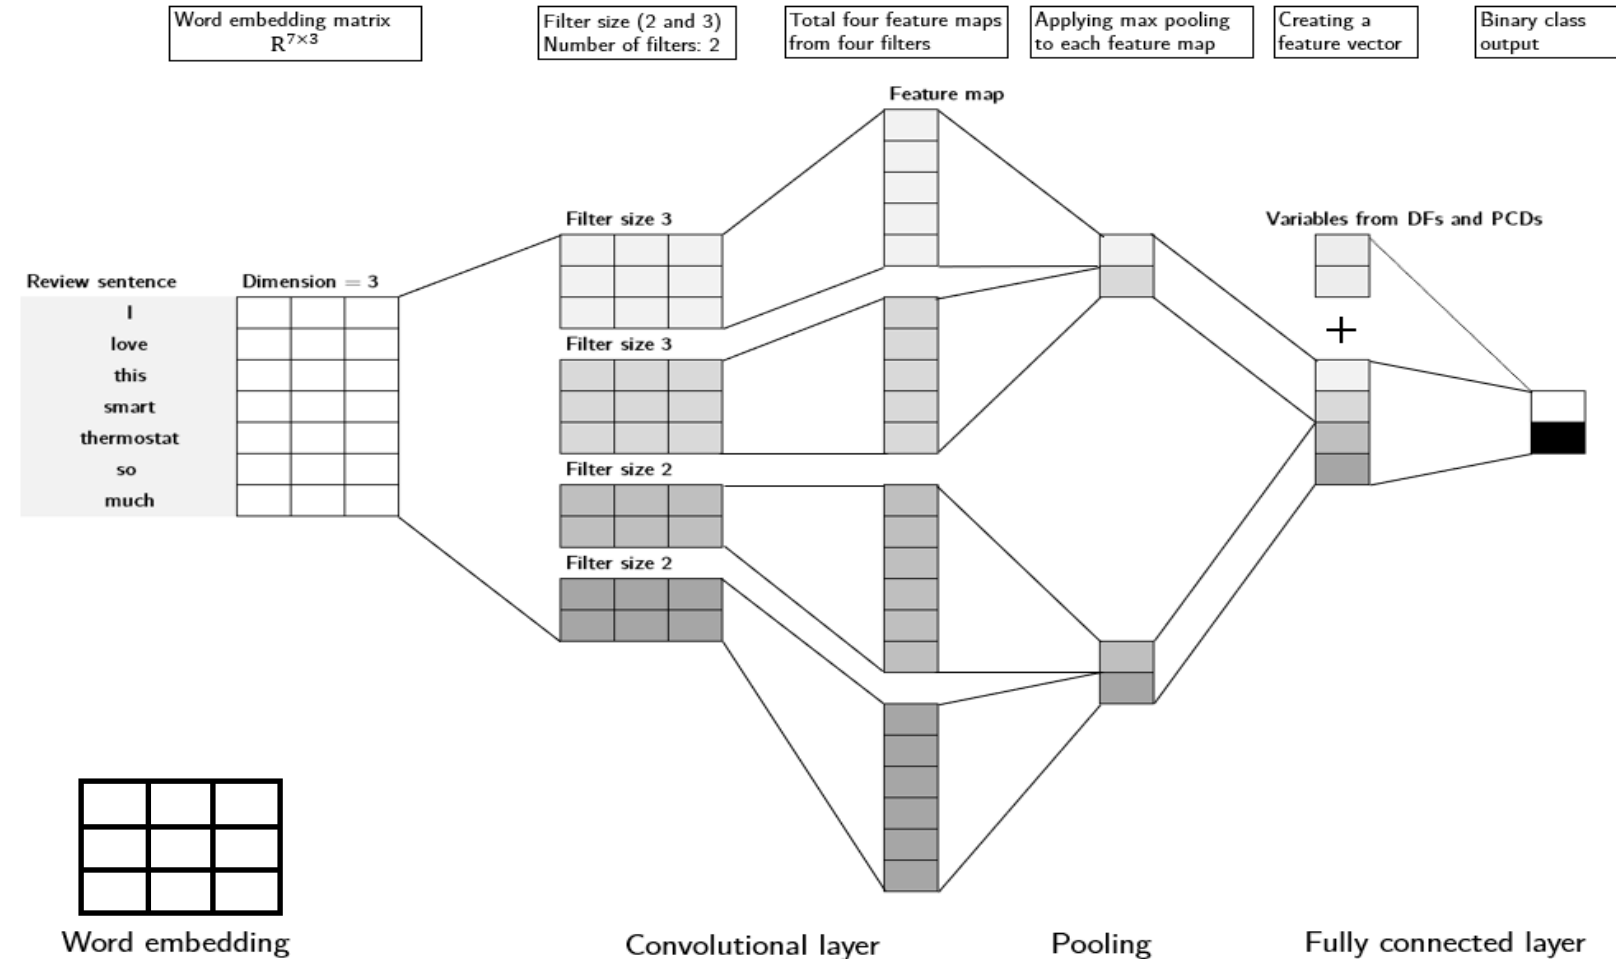 Word embedding matrix
R^{7×3}
Filter size (2 and 3)
Number of filters: 2
Total four feature maps
from four filters
Applying max pooling
to each feature map
Creating a
feature vector
Binary class
output
Feature map
Filter size 3
Variables from DFs and PCDs
Review sentence
Dimension = 3
I
love
this
smart
thermostat
so
much
Filter size 3
Filter size 2
Filter size 2
+
Word embedding
Convolutional layer
Pooling
Fully connected layer